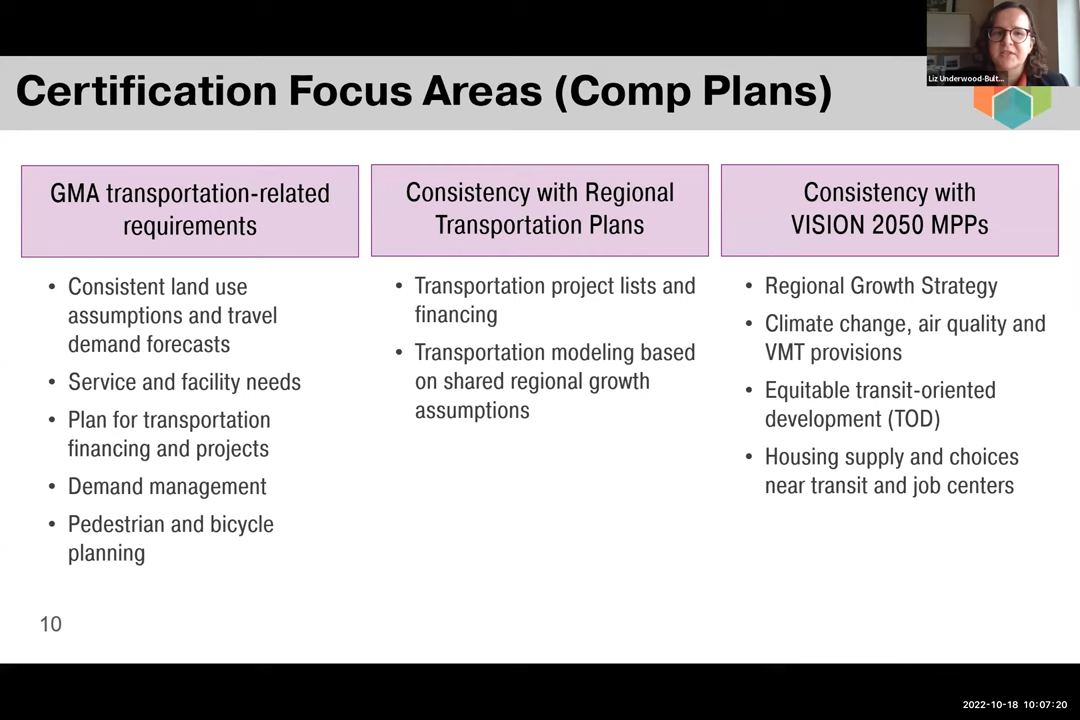 Liz Underwood-Bult...
Certification Focus Areas (Comp Plans)
GMA transportation-related
requirements
• Consistent land use
assumptions and travel
demand forecasts
• Service and facility needs
• Plan for transportation
financing and projects
• Demand management
• Pedestrian and bicycle
planning
Consistency with Regional
Transportation Plans
• Transportation project lists and
financing
• Transportation modeling based
on shared regional growth
assumptions
Consistency with
VISION 2050 MPPs
• Regional Growth Strategy
• Climate change, air quality and
VMT provisions
• Equitable transit-oriented
development (TOD)
• Housing supply and choices
near transit and job centers
10
2022-10-18 10:07:20